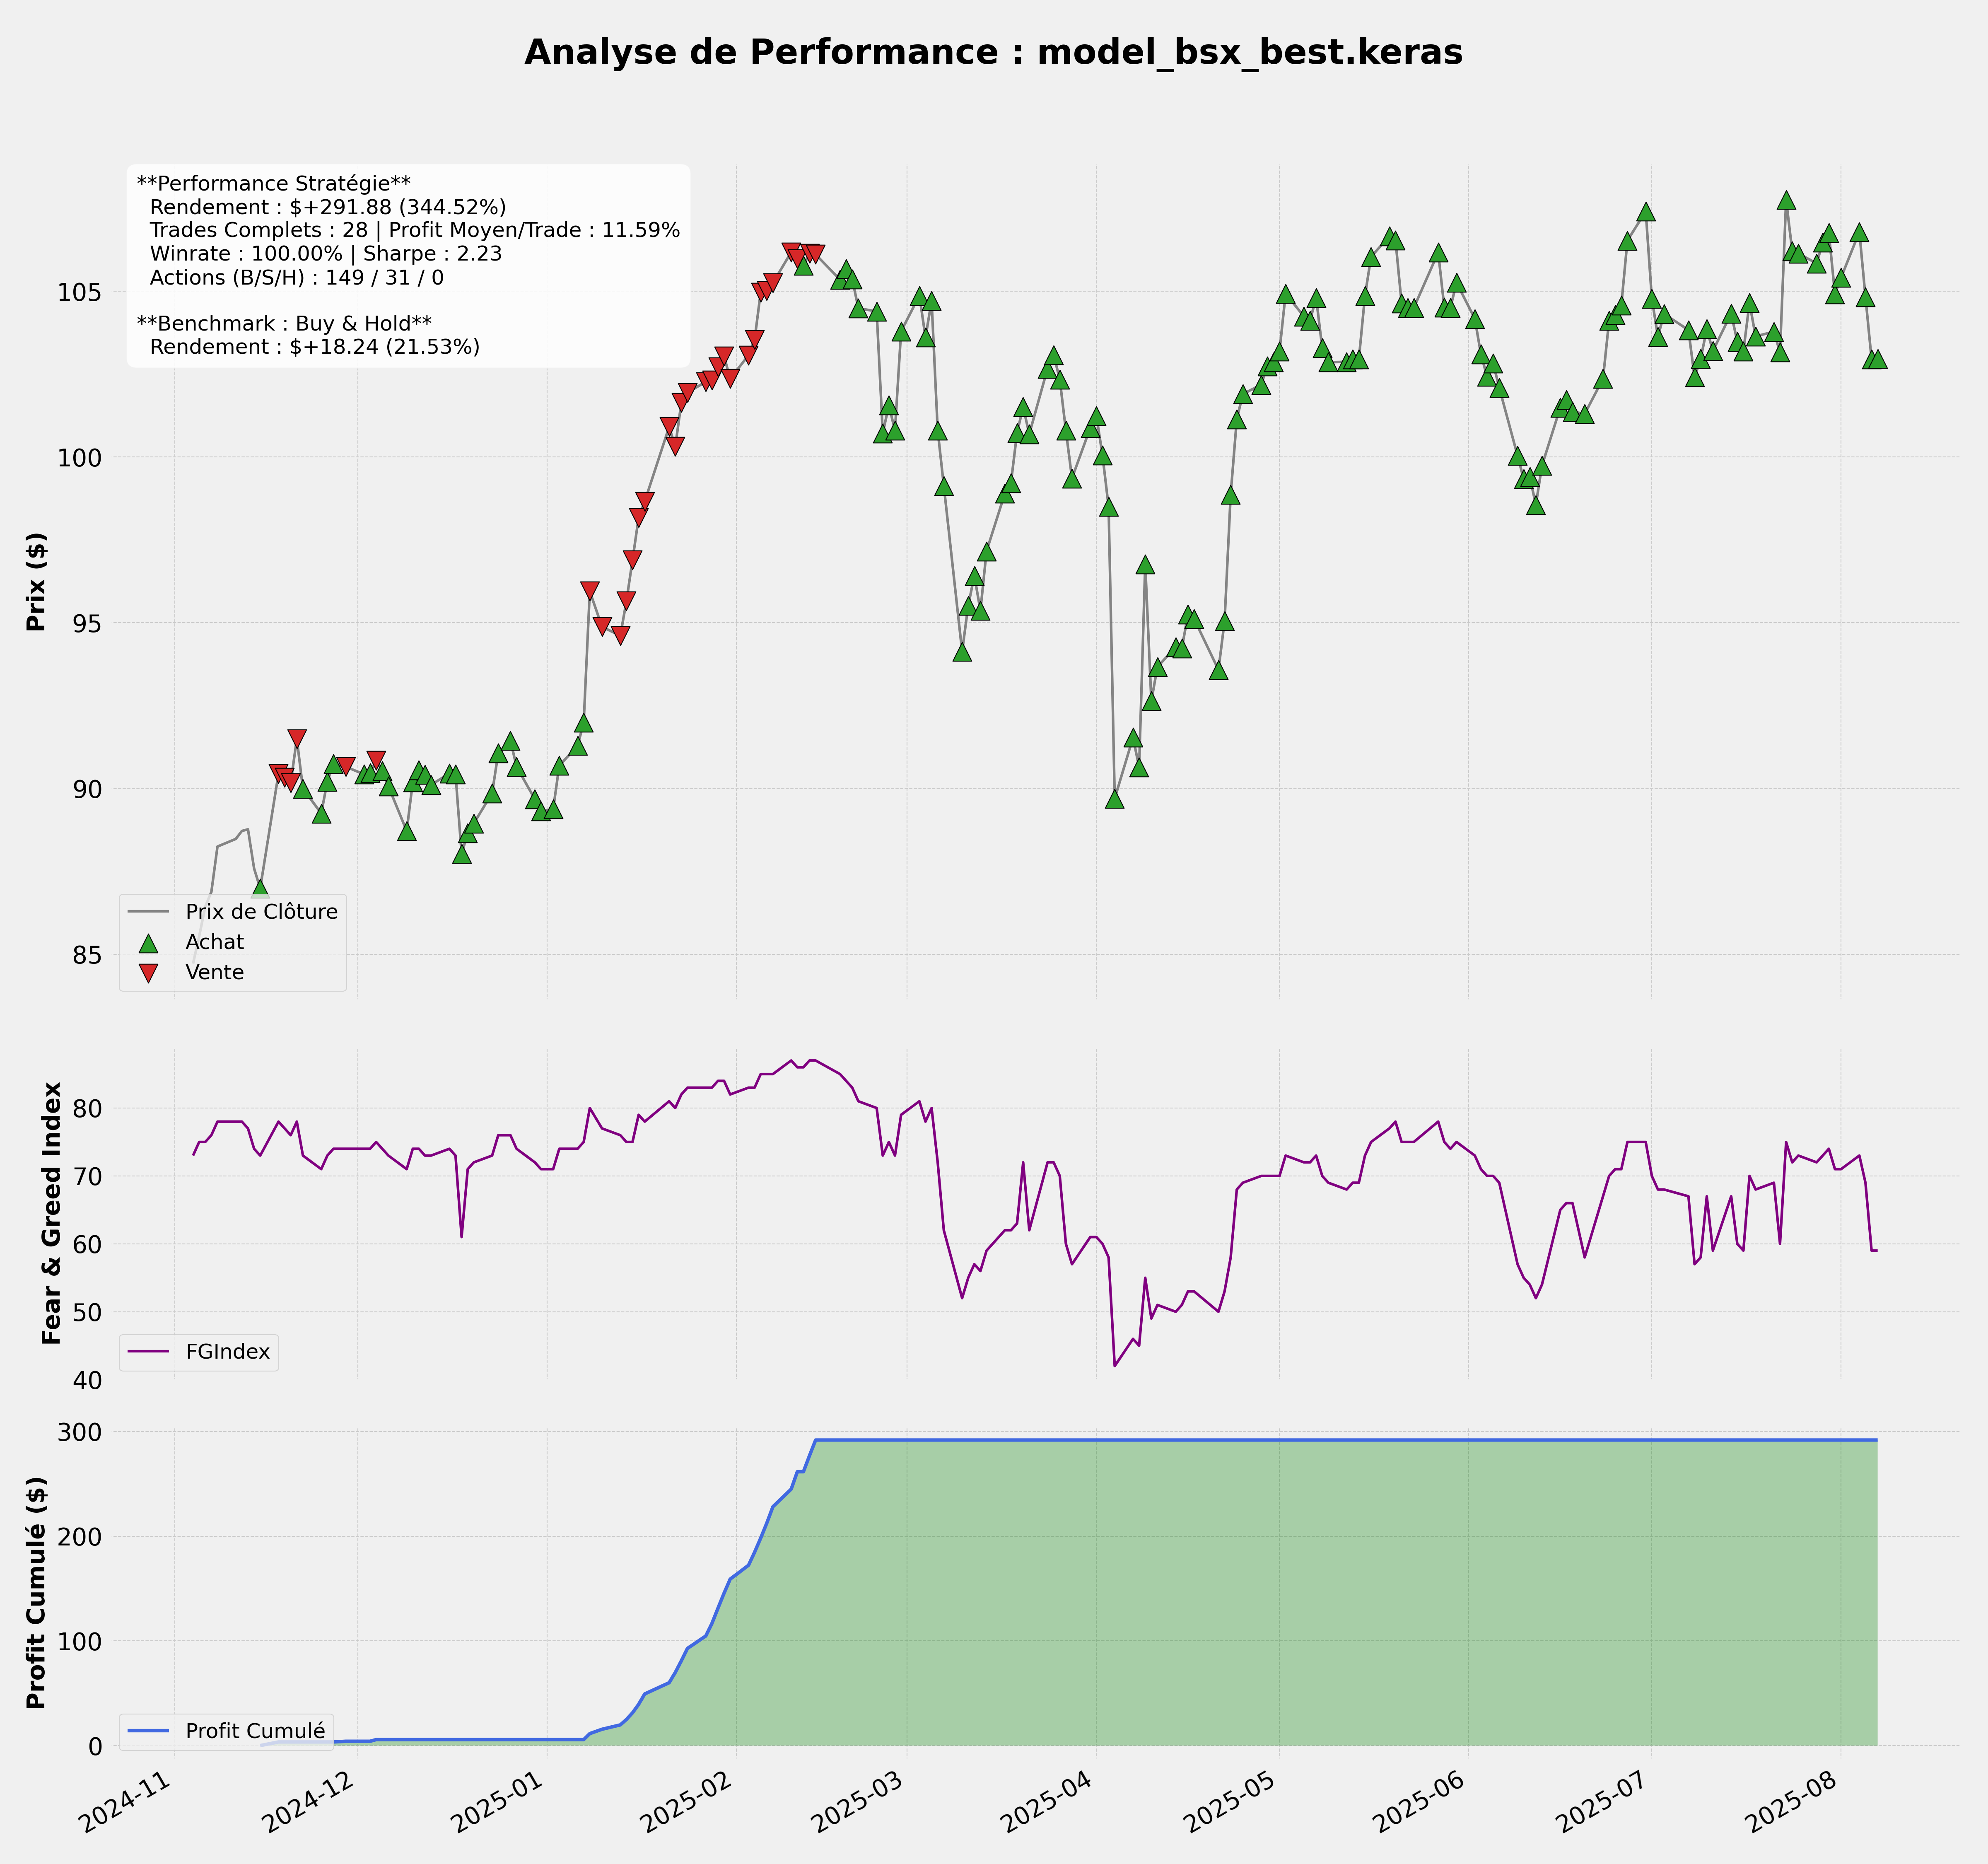 Analyse de Performance : model_bsx_best.keras
**Performance Stratégie**
Rendement : $+291.88 (344.52%)
Trades Complets : 28 | Profit Moyen/Trade : 11.59%
Winrate : 100.00% | Sharpe : 2.23
Actions (B/S/H) : 149 / 31 / 0
**Benchmark : Buy & Hold**
Rendement : $+18.24 (21.53%)
Prix ($)
105
100
95
90
85
Prix de Clôture
Achat
Vente
Fear & Greed Index
80
70
60
50
40
FGIndex
Profit Cumulé ($)
300
200
100
0
Profit Cumulé
2024-11
2024-12
2025-01
2025-02
2025-03
2025-04
2025-05
2025-06
2025-07
2025-08